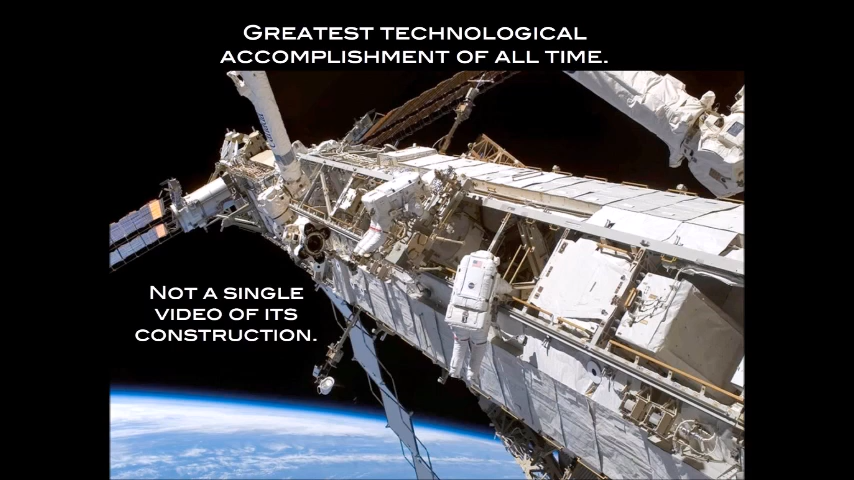 Greatest technological
accomplishment of all time.
Not a single
video of its
construction.